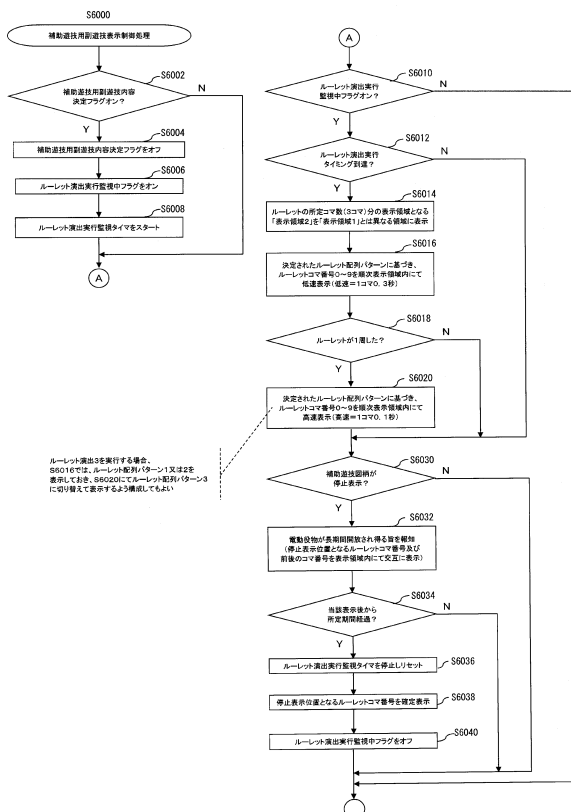 S6000
補助遊技用副遊技表示制御処理
S6002
補助遊技用副遊技内容
決定フラグオン?
N
Y
S6004
補助遊技用副遊技内容決定フラグをオフ
S6006
ルーレット演出実行監視中フラグをオン
S6008
ルーレット演出実行監視タイマをスタート
A
A
S6010
ルーレット演出実行
監視中フラグオン?
N
Y
S6012
ルーレット演出実行
タイミング到達?
N
Y
S6014
ルーレットの所定コマ数(3コマ)分の表示領域となる
「表示領域2」を「表示領域1」とは異なる領域に表示
S6016
決定されたルーレット配列パターンに基づき、
ルーレットコマ番号0~9を順次表示領域内にて
低速表示(低速=1コマ0.3秒)
S6018
ルーレットが1周した?
N
Y
S6020
決定されたルーレット配列パターンに基づき、
ルーレットコマ番号0~9を順次表示領域内にて
高速表示(高速=1コマ0.1秒)
ルーレット演出3を実行する場合、
S6016では、ルーレット配列パターン1又は2を
表示しておき、S6020にてルーレット配列パターン3
に切り替えて表示するよう構成してもよい
S6030
補助遊技図柄が
停止表示?
N
Y
S6032
電動役物が長期間開放され得る旨を報知
(停止表示位置となるルーレットコマ番号及び
前後のコマ番号を表示領域内にて交互に表示)
S6034
当該表示後から
所定期間経過?
N
Y
S6036
ルーレット演出実行監視タイマを停止しリセット
S6038
停止表示位置となるルーレットコマ番号を確定表示
S6040
ルーレット演出実行監視中フラグをオフ